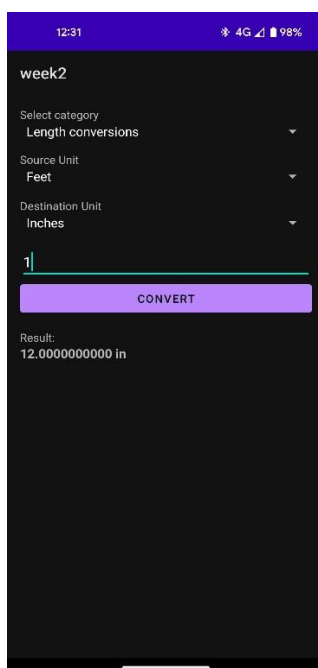 12:31 4G 98%
week2
Select category
Length conversions
Source Unit
Feet
Destination Unit
Inches
1
CONVERT
Result:
12.0000000000 in